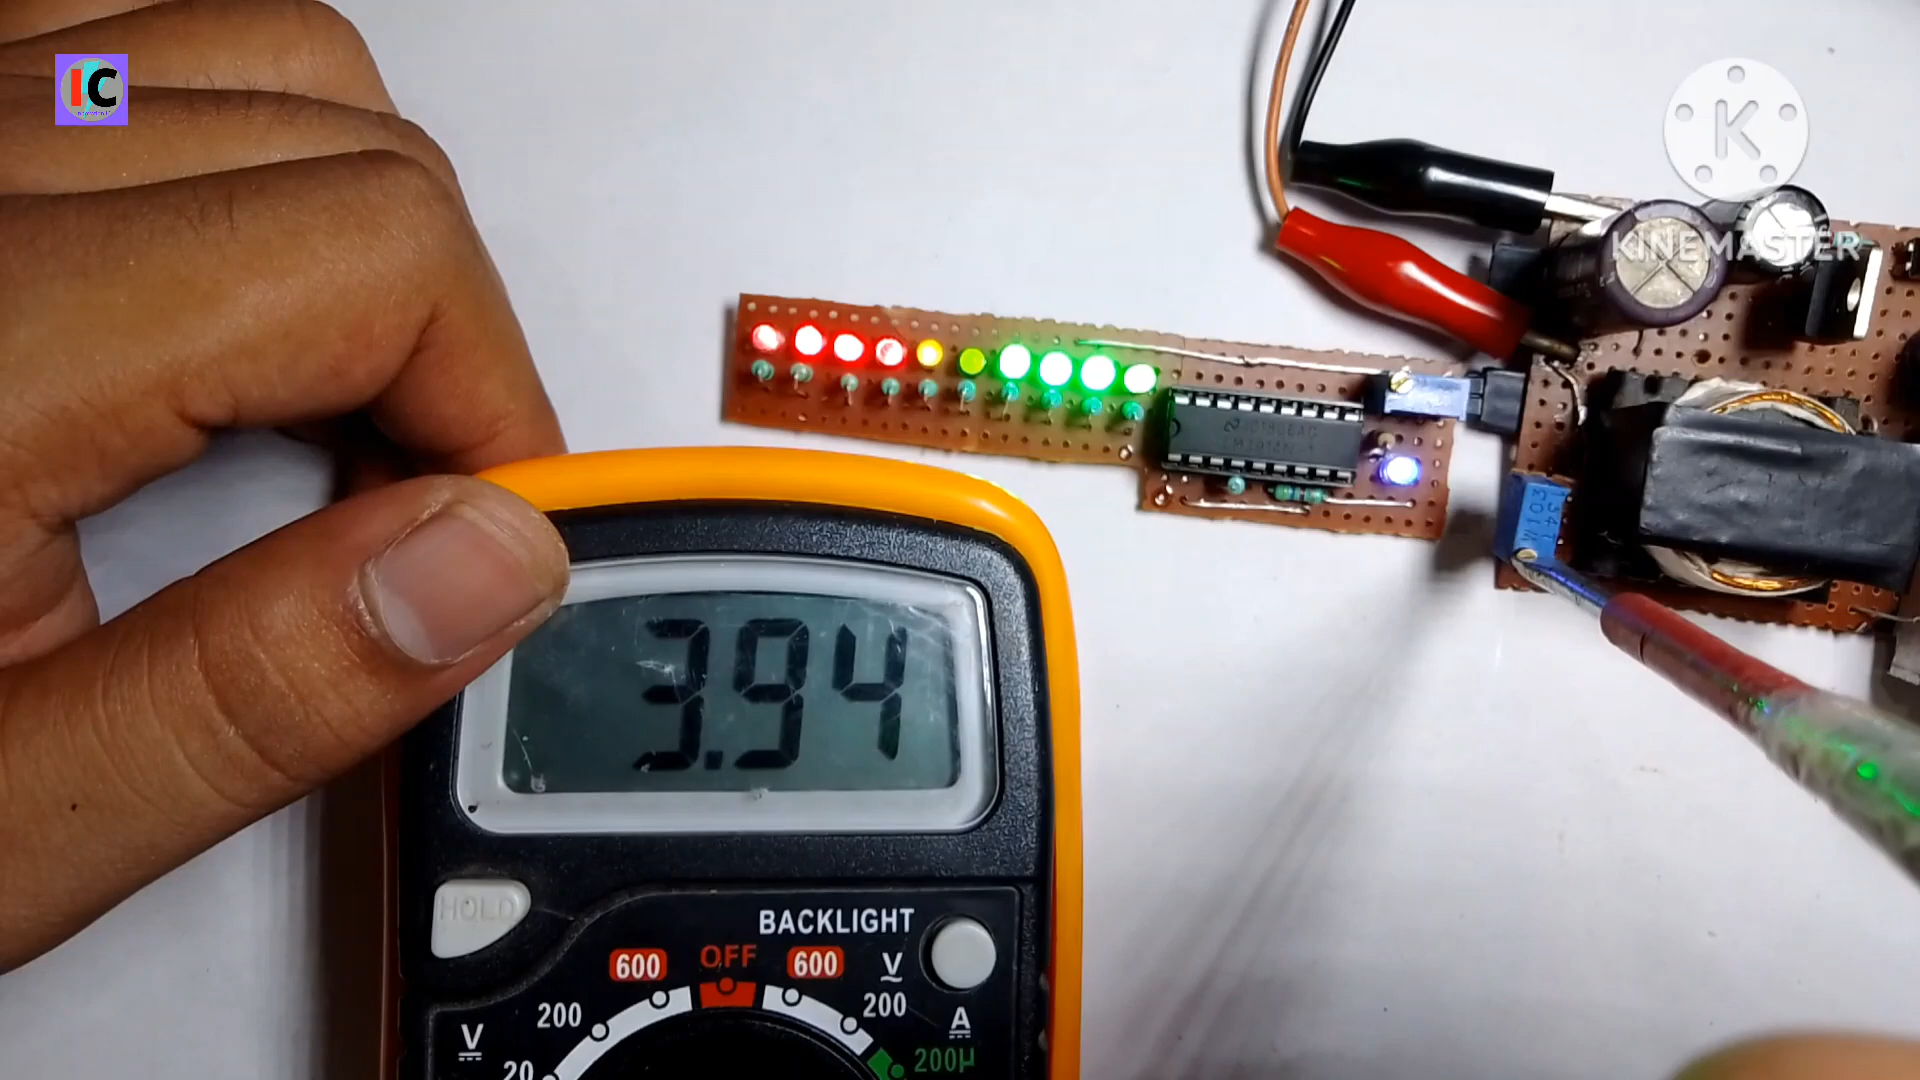 IC
K
KINEMASTER
3.94
HOLD
BACKLIGHT
600
OFF
600
V
200
200
V
A
20
200µ